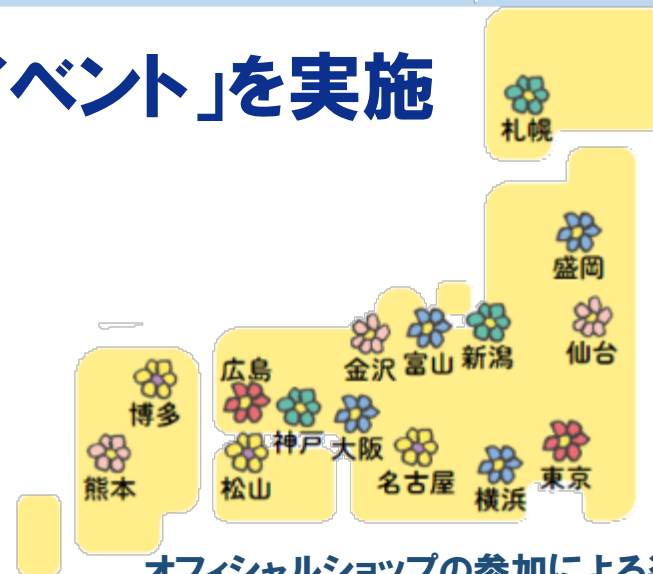 イベント」を実施
札幌
盛岡
仙台
金沢
富山
新潟
広島
博多
神戸
大阪
名古屋
横浜
東京
熊本
松山
オフィシャルショップの参加による